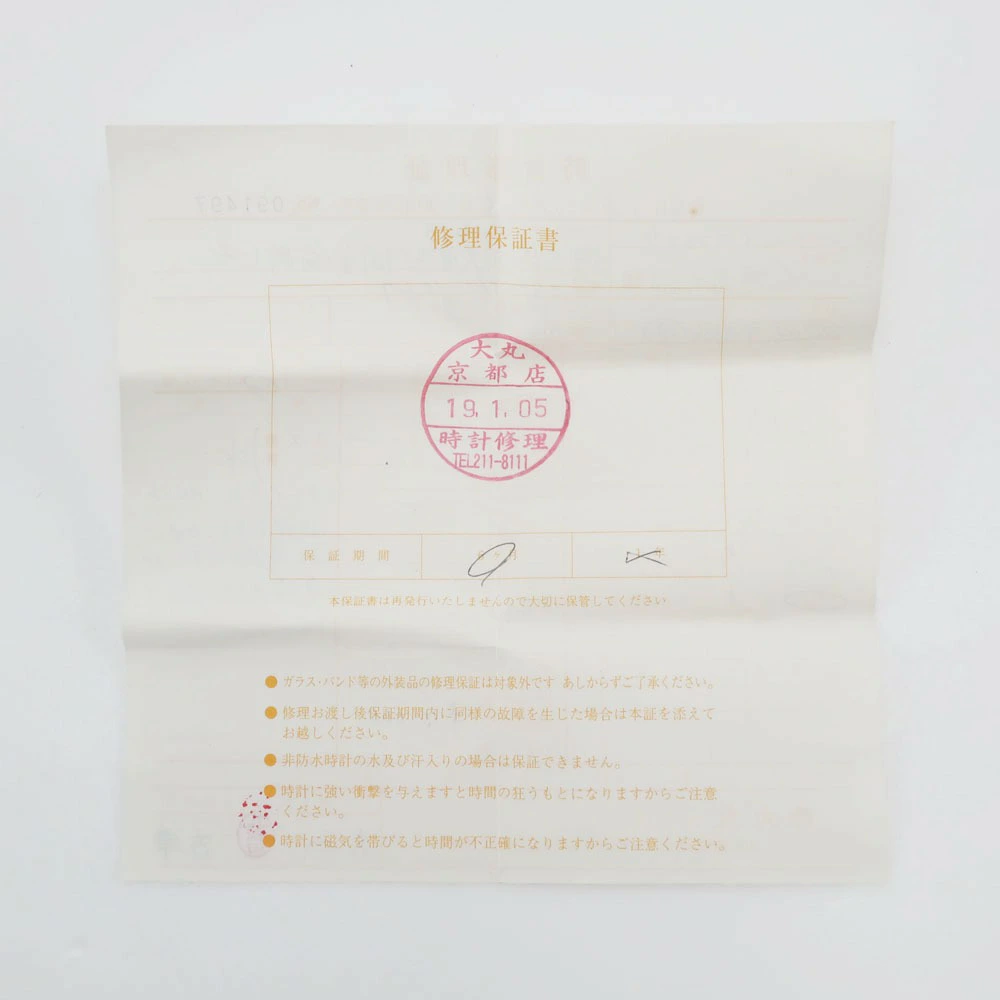 091497
修理保証書
大丸
京都店
19.1.05
時計修理
TEL211-8111
保証期間
本保証書は再発行いたしませんので大切に保管してください
●ガラス・バンド等の外装品の修理保証は対象外です あしからずご了承ください。
●修理お渡し後保証期間内に同様の故障を生じた場合は本証を添えて
お越しください。
●非防水時計の水及び汗入りの場合は保証できません。
●時計に強い衝撃を与えますと時間の狂うもとになりますからご注意
ください。
●時計に磁気を帯びると時間が不正確になりますからご注意ください。